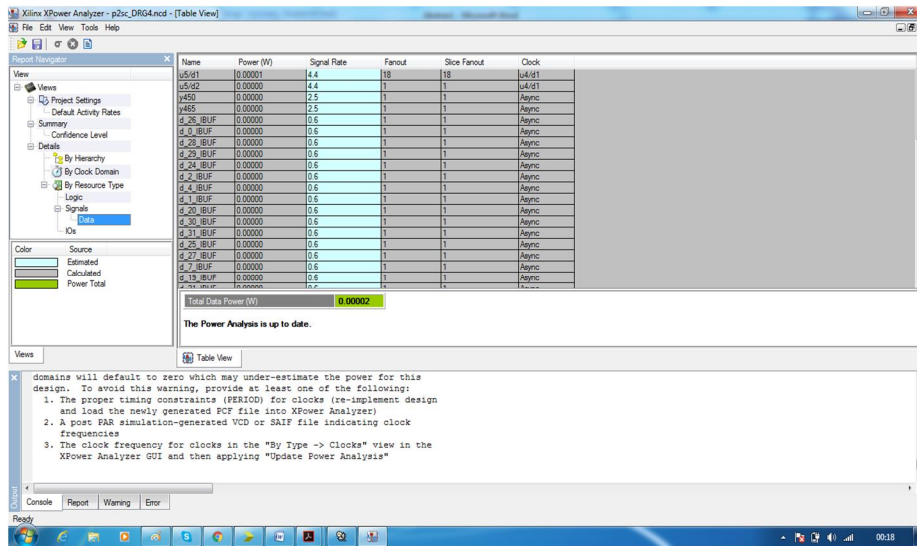 Xilinx XPower Analyzer - p2sc_DRG4.ncd - [Table View]
File Edit View Tools Help
Report Navigator
View
Views
Project Settings
Default Activity Rates
Summary
Confidence Level
Details
By Hierarchy
By Clock Domain
By Resource Type
Logic
Signals
Data
IOs
Color Source
Estimated
Calculated
Power Total
Views
Name Power (W) Signal Rate Fanout Slice Fanout Clock
u5/d1 0.00001 4.4 18 18 u4/d1
u5/d2 0.00000 4.4 1 1 u4/d1
y450 0.00000 2.5 1 1 Async
y465 0.00000 2.5 1 1 Async
d_26_IBUF 0.00000 0.6 1 1 Async
d_0_IBUF 0.00000 0.6 1 1 Async
d_28_IBUF 0.00000 0.6 1 1 Async
d_29_IBUF 0.00000 0.6 1 1 Async
d_24_IBUF 0.00000 0.6 1 1 Async
d_2_IBUF 0.00000 0.6 1 1 Async
d_4_IBUF 0.00000 0.6 1 1 Async
d_1_IBUF 0.00000 0.6 1 1 Async
d_20_IBUF 0.00000 0.6 1 1 Async
d_30_IBUF 0.00000 0.6 1 1 Async
d_31_IBUF 0.00000 0.6 1 1 Async
d_25_IBUF 0.00000 0.6 1 1 Async
d_27_IBUF 0.00000 0.6 1 1 Async
d_7_IBUF 0.00000 0.6 1 1 Async
d_19_IBUF 0.00000 0.6 1 1 Async
Total Data Power (W) 0.00002
The Power Analysis is up to date.
Table View
domains will default to zero which may under-estimate the power for this
design. To avoid this warning, provide at least one of the following:
1. The proper timing constraints (PERIOD) for clocks (re-implement design
and load the newly generated PCF file into XPower Analyzer)
2. A post PAR simulation-generated VCD or SAIF file indicating clock
frequencies
3. The clock frequency for clocks in the "By Type -> Clocks" view in the
XPower Analyzer GUI and then applying "Update Power Analysis"
Output
Console Report Warning Error
Ready
00:18